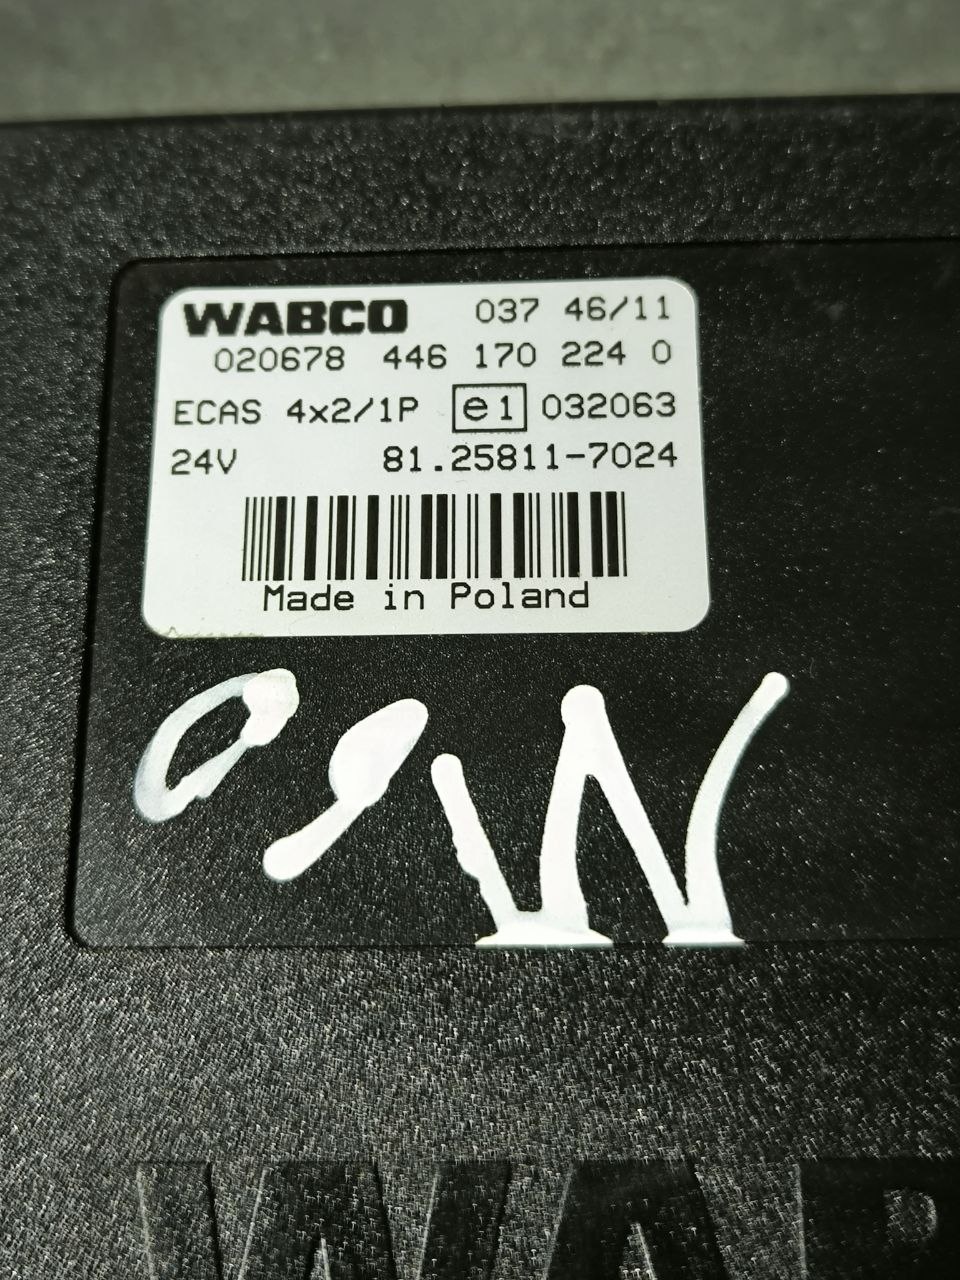 WABCO 037 46/11
020678 446 170 224 0
ECAS 4x2/1P e1 032063
24V 81.25811-7024
Made in Poland